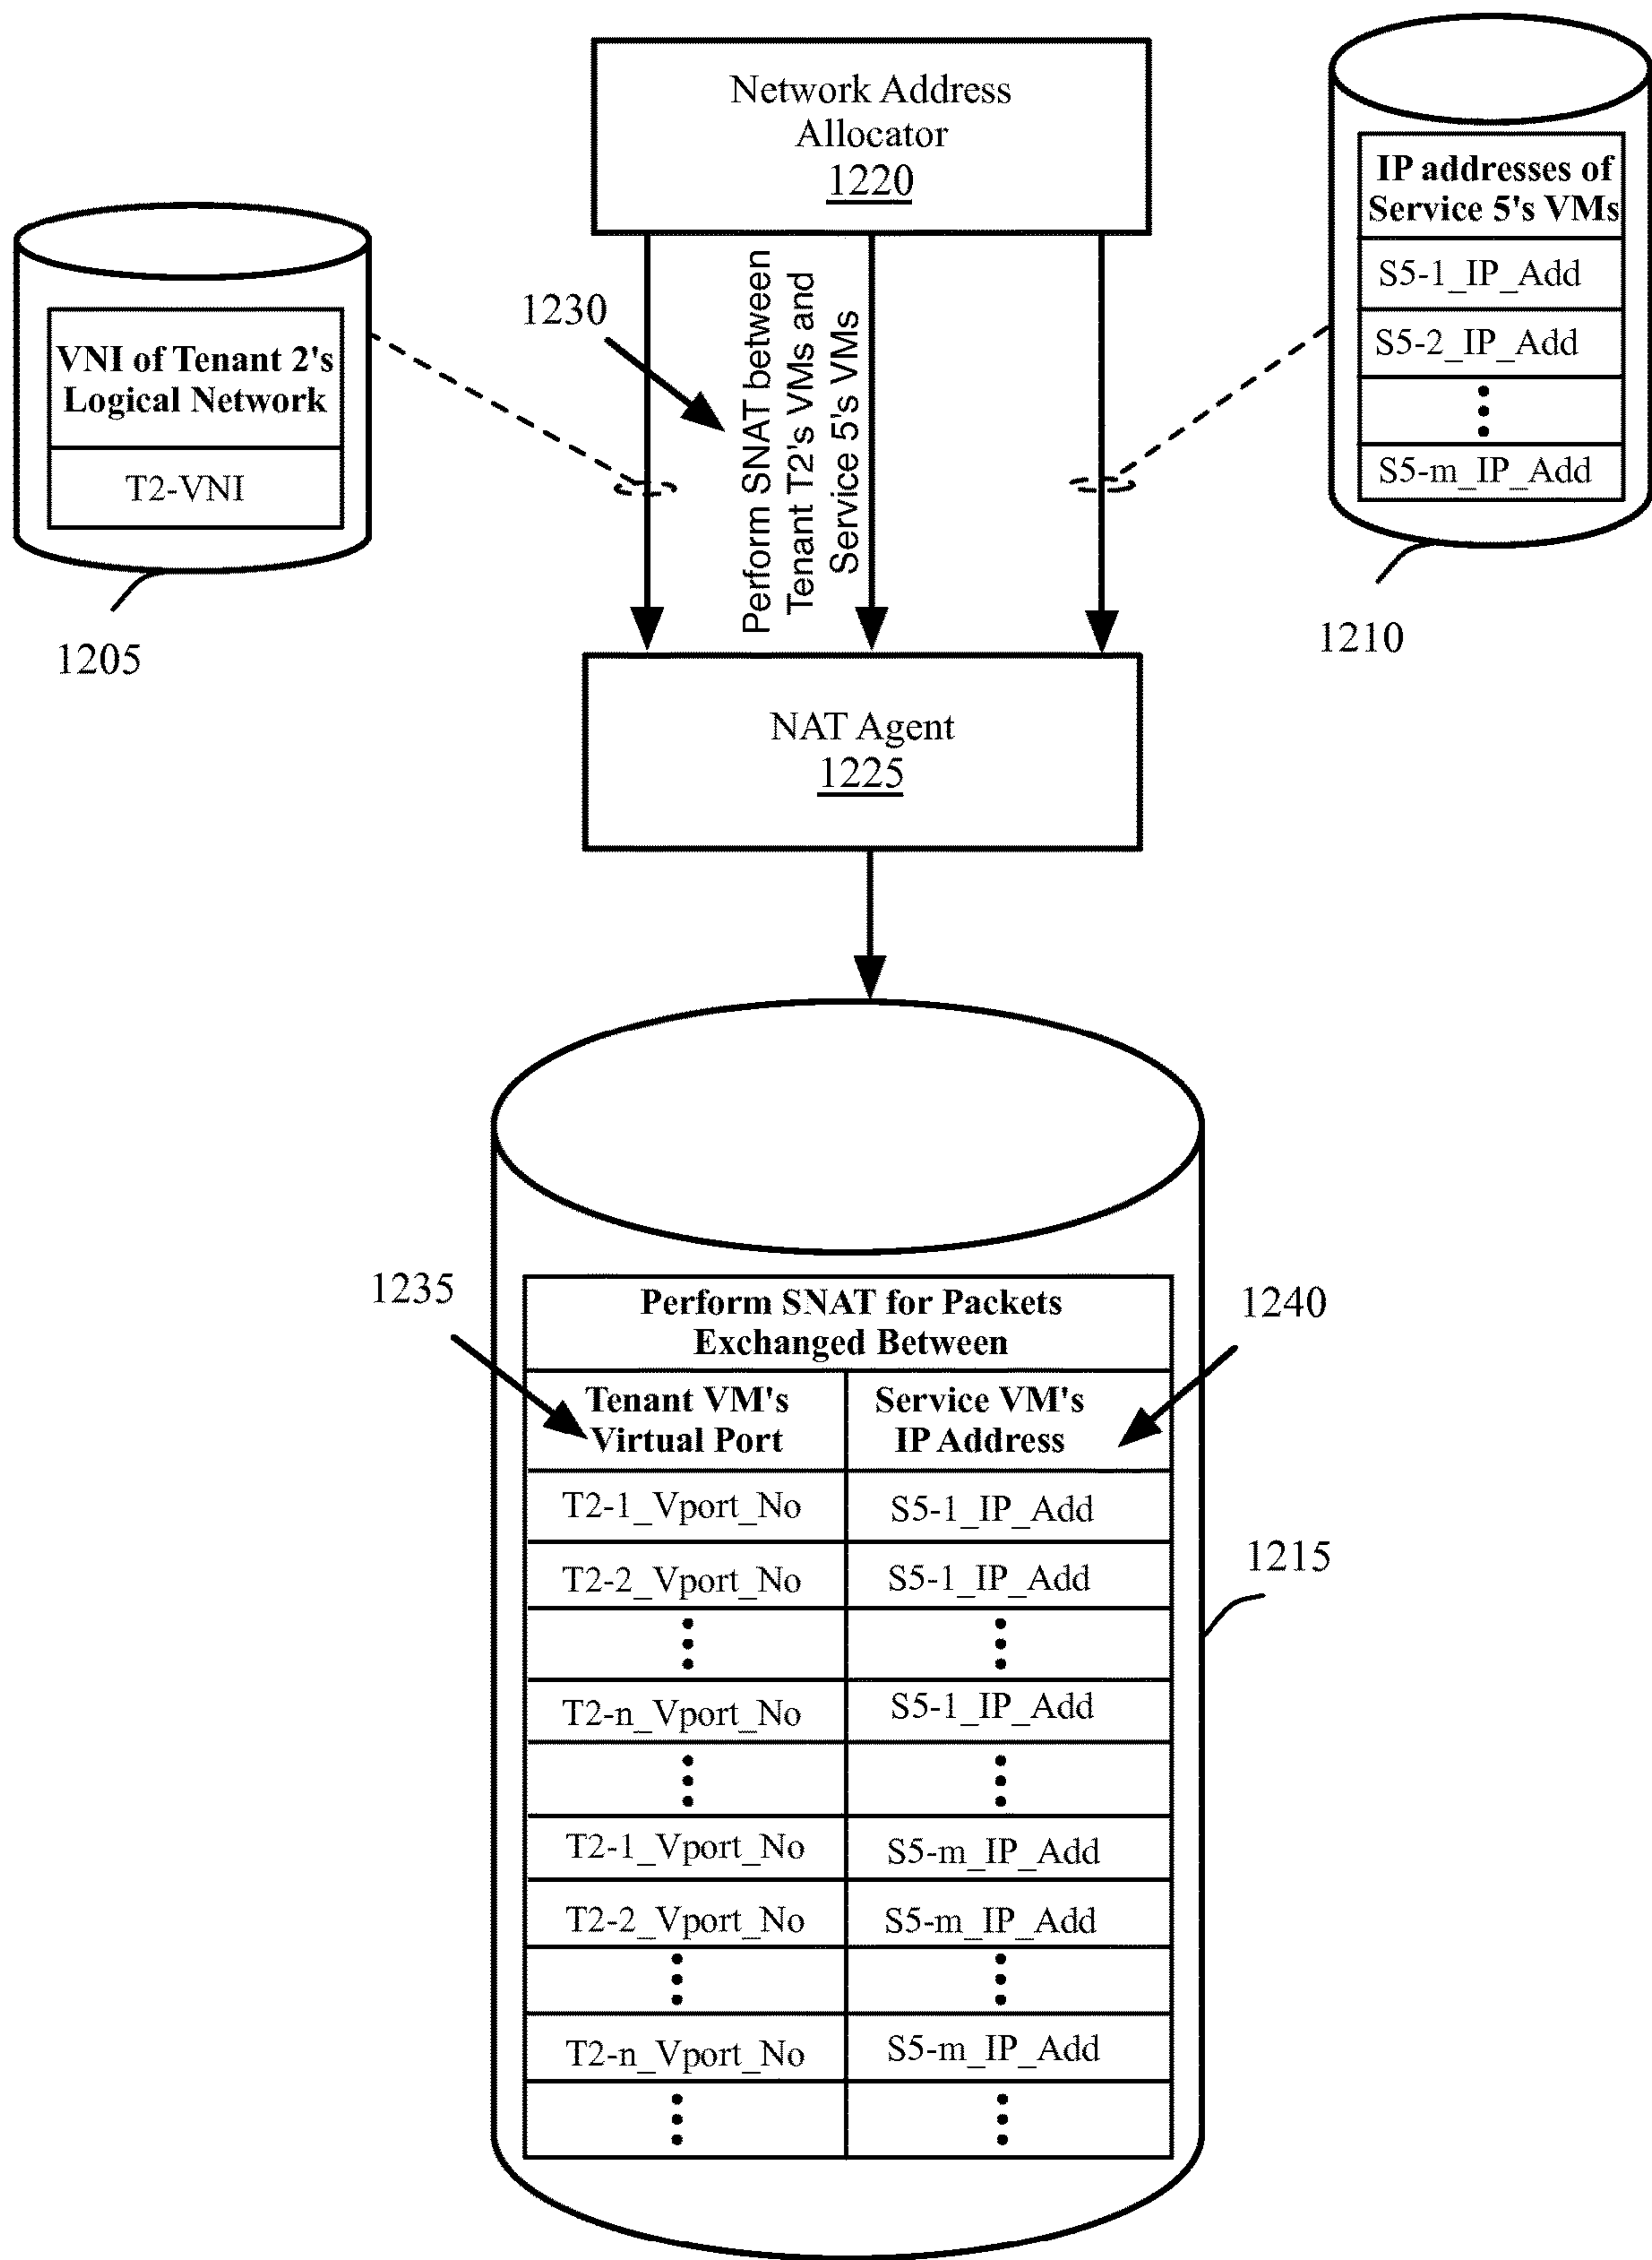 Network Address
Allocator
1220
IP addresses of
Service 5's VMs
S5-1_IP_Add
S5-2_IP_Add
S5-m_IP_Add
1210
VNI of Tenant 2's
Logical Network
T2-VNI
1205
1230
Perform SNAT between
Tenant T2's VMs and
Service 5's VMs
NAT Agent
1225
1235
1240
1215
Perform SNAT for Packets
Exchanged Between
Tenant VM's
Virtual Port
Service VM's
IP Address
T2-1_Vport_No
S5-1_IP_Add
T2-2_Vport_No
S5-1_IP_Add
T2-n_Vport_No
S5-1_IP_Add
T2-1_Vport_No
S5-m_IP_Add
T2-2_Vport_No
S5-m_IP_Add
T2-n_Vport_No
S5-m_IP_Add